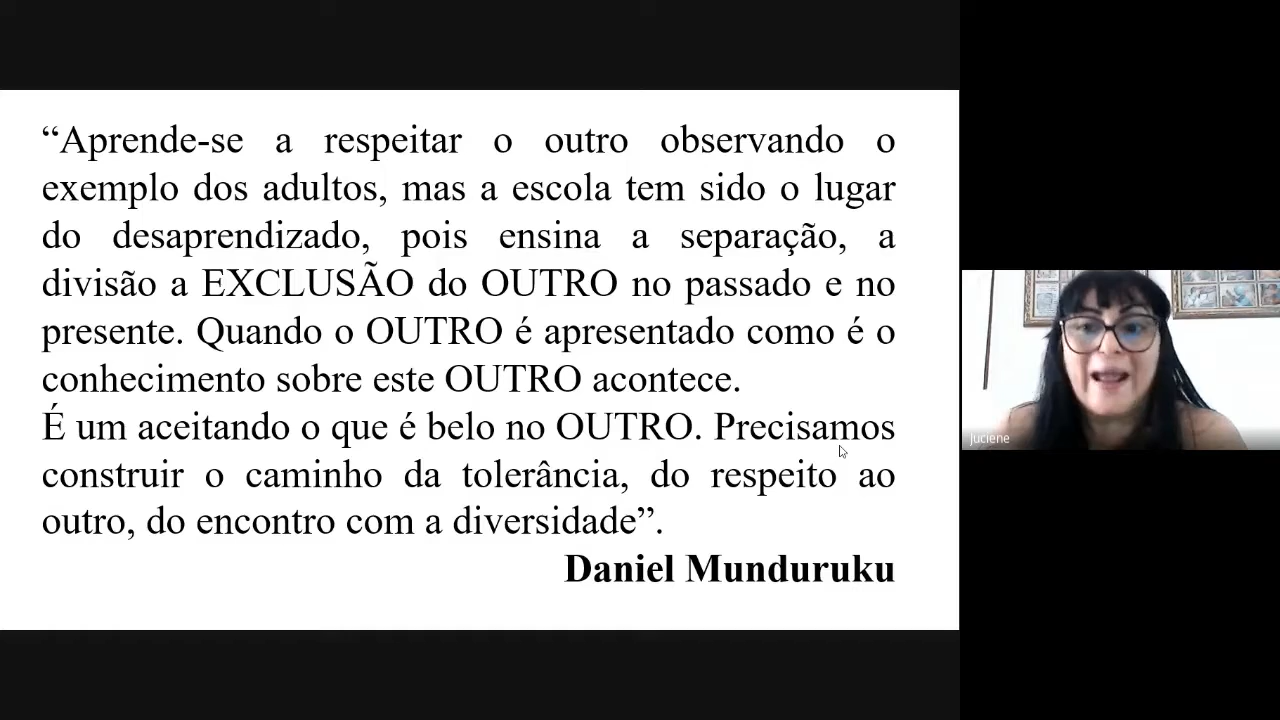 “Aprende-se a respeitar o outro observando o
exemplo dos adultos, mas a escola tem sido o lugar
do desaprendizado, pois ensina a separação, a
divisão a EXCLUSÃO do OUTRO no passado e no
presente. Quando o OUTRO é apresentado como é o
conhecimento sobre este OUTRO acontece.
É um aceitando o que é belo no OUTRO. Precisamos
construir o caminho da tolerância, do respeito ao
outro, do encontro com a diversidade”.
Daniel Munduruku
Juciene